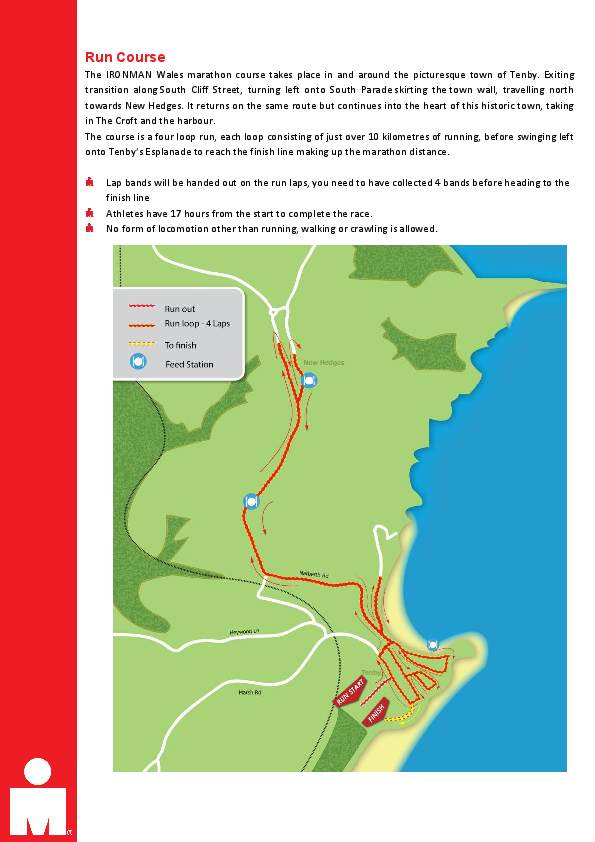 Run Course
The IRONMAN Wales marathon course takes place in and around the picturesque town of Tenby. Exiting
transition along South Cliff Street, turning left onto South Parade skirting the town wall, travelling north
towards New Hedges. It returns on the same route but continues into the heart of this historic town, taking
in The Croft and the harbour.
The course is a four loop run, each loop consisting of just over 10 kilometres of running, before swinging left
onto Tenby's Esplanade to reach the finish line making up the marathon distance.
Lap bands will be handed out on the run laps, you need to have collected 4 bands before heading to the
finish line
Athletes have 17 hours from the start to complete the race.
No form of locomotion other than running, walking or crawling is allowed.
Run out
Run loop - 4 Laps
To finish
Feed Station
New Hedges
Narberth Rd
Heywood Ln
Tenby
Marsh Rd
RUN START
FINISH